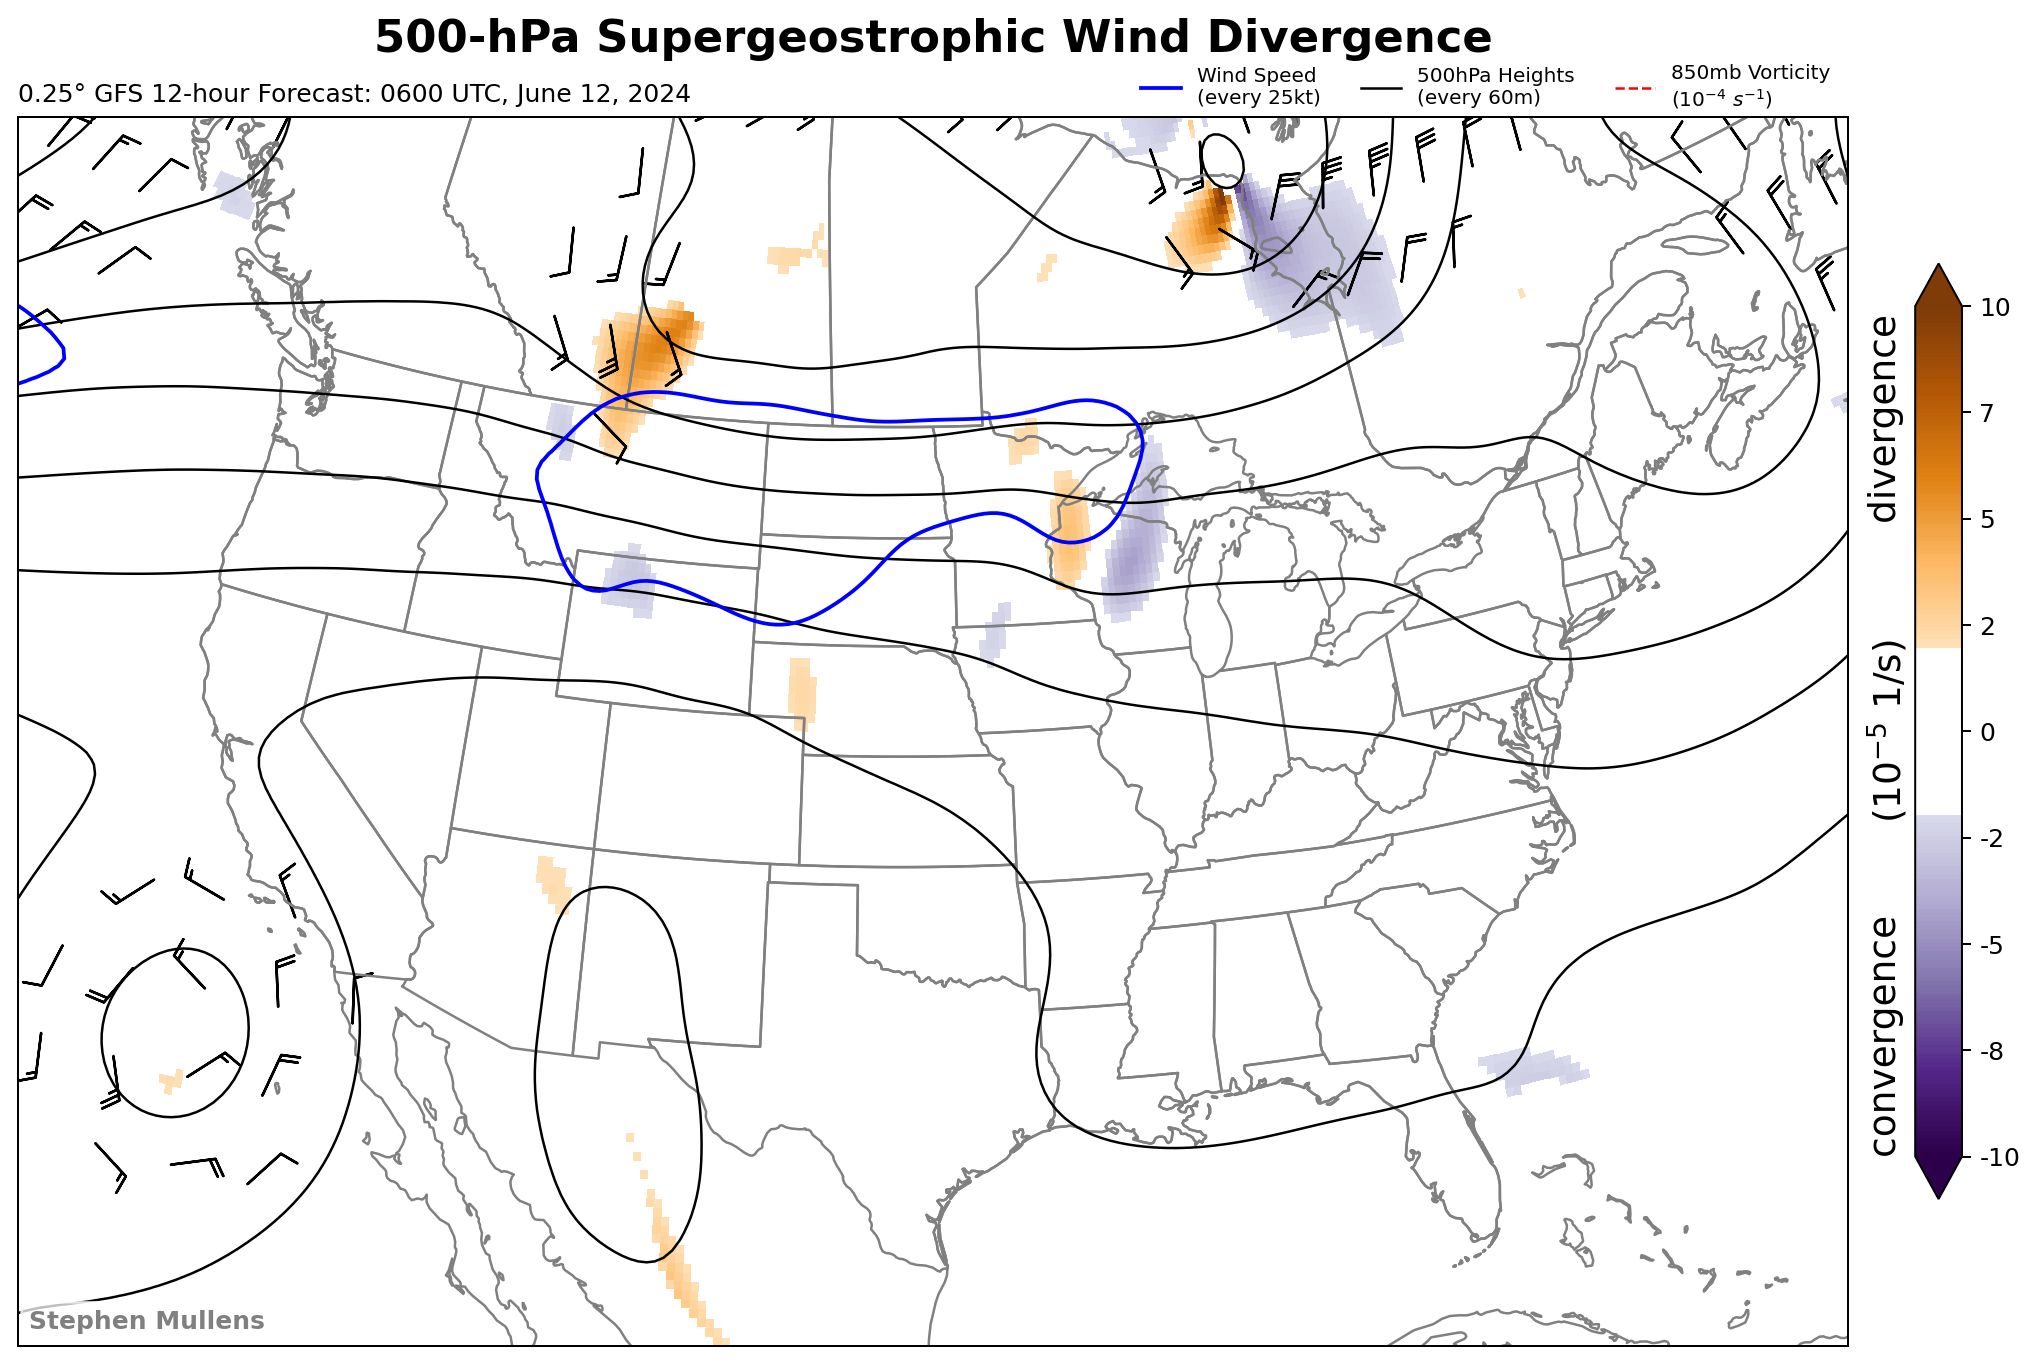 500-hPa Supergeostrophic Wind Divergence
0.25° GFS 12-hour Forecast: 0600 UTC, June 12, 2024
Wind Speed
(every 25kt)
500hPa Heights
(every 60m)
850mb Vorticity
(10⁻⁴ s⁻¹)
10
7
5
2
0
-2
-5
-8
-10
convergence (10⁻⁵ 1/s) divergence
Stephen Mullens